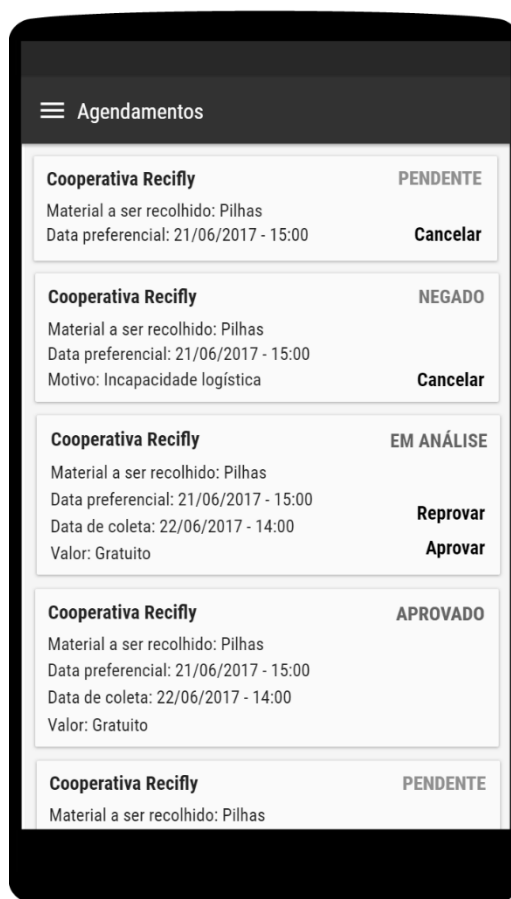 Agendamentos
Cooperativa Recifly PENDENTE
Material a ser recolhido: Pilhas
Data preferencial: 21/06/2017 - 15:00 Cancelar
Cooperativa Recifly NEGADO
Material a ser recolhido: Pilhas
Data preferencial: 21/06/2017 - 15:00
Motivo: Incapacidade logística Cancelar
Cooperativa Recifly EM ANÁLISE
Material a ser recolhido: Pilhas
Data preferencial: 21/06/2017 - 15:00
Reprovar
Data de coleta: 22/06/2017 - 14:00
Valor: Gratuito Aprovar
Cooperativa Recifly APROVADO
Material a ser recolhido: Pilhas
Data preferencial: 21/06/2017 - 15:00
Data de coleta: 22/06/2017 - 14:00
Valor: Gratuito
Cooperativa Recifly PENDENTE
Material a ser recolhido: Pilhas